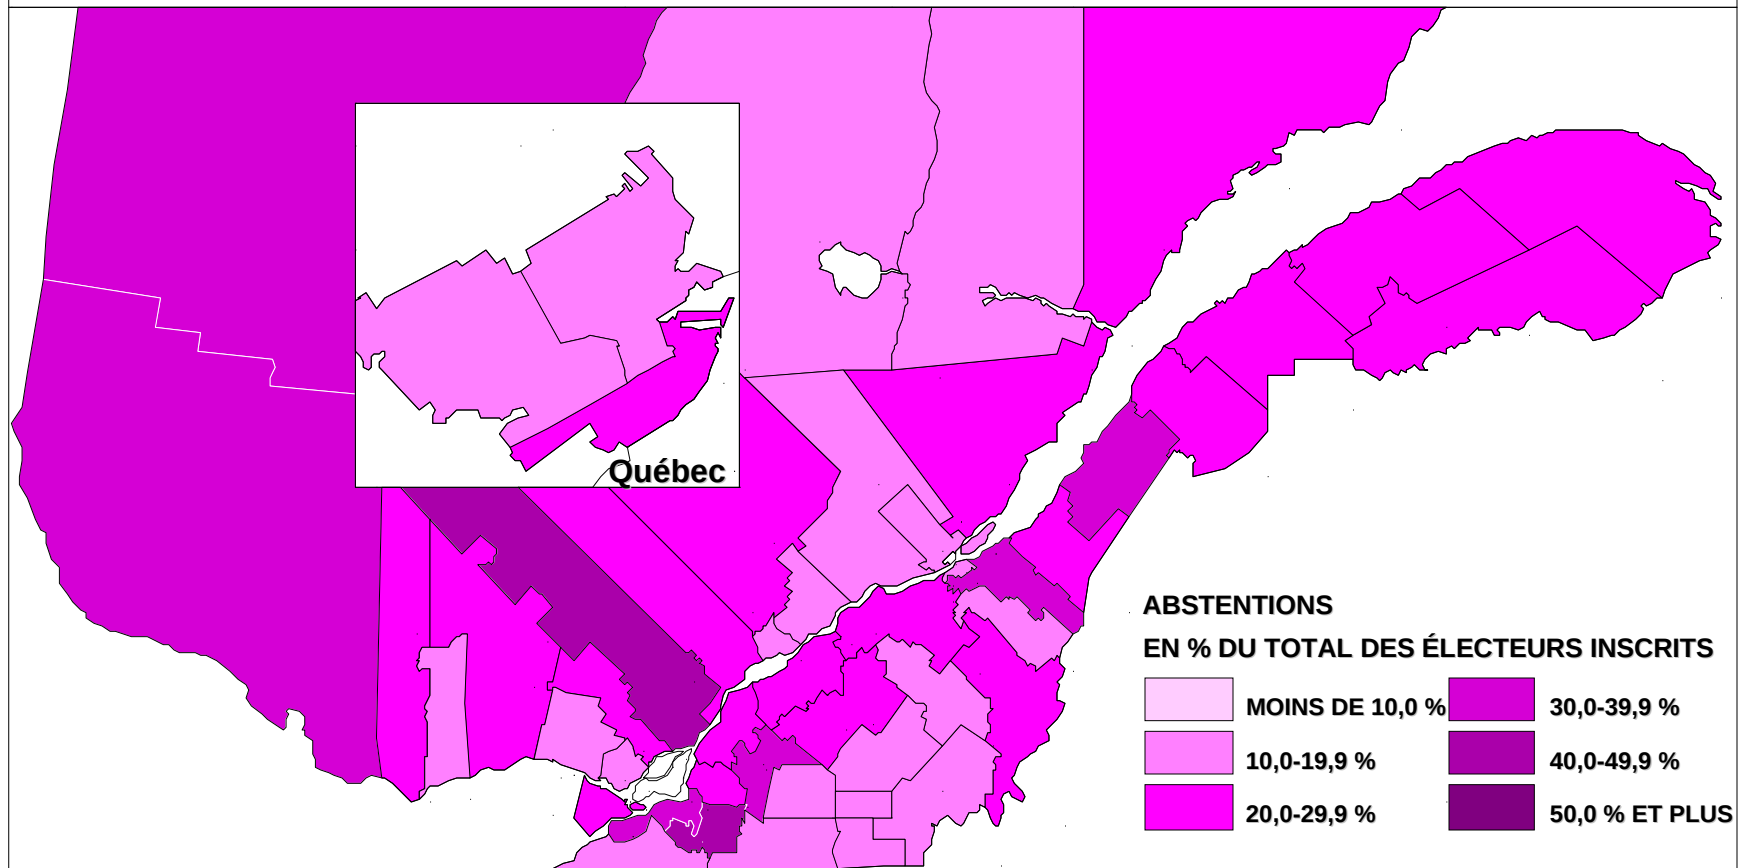 Québec
ABSTENTIONS
EN % DU TOTAL DES ÉLECTEURS INSCRITS
MOINS DE 10,0 %
30,0-39,9 %
10,0-19,9 %
40,0-49,9 %
20,0-29,9 %
50,0 % ET PLUS